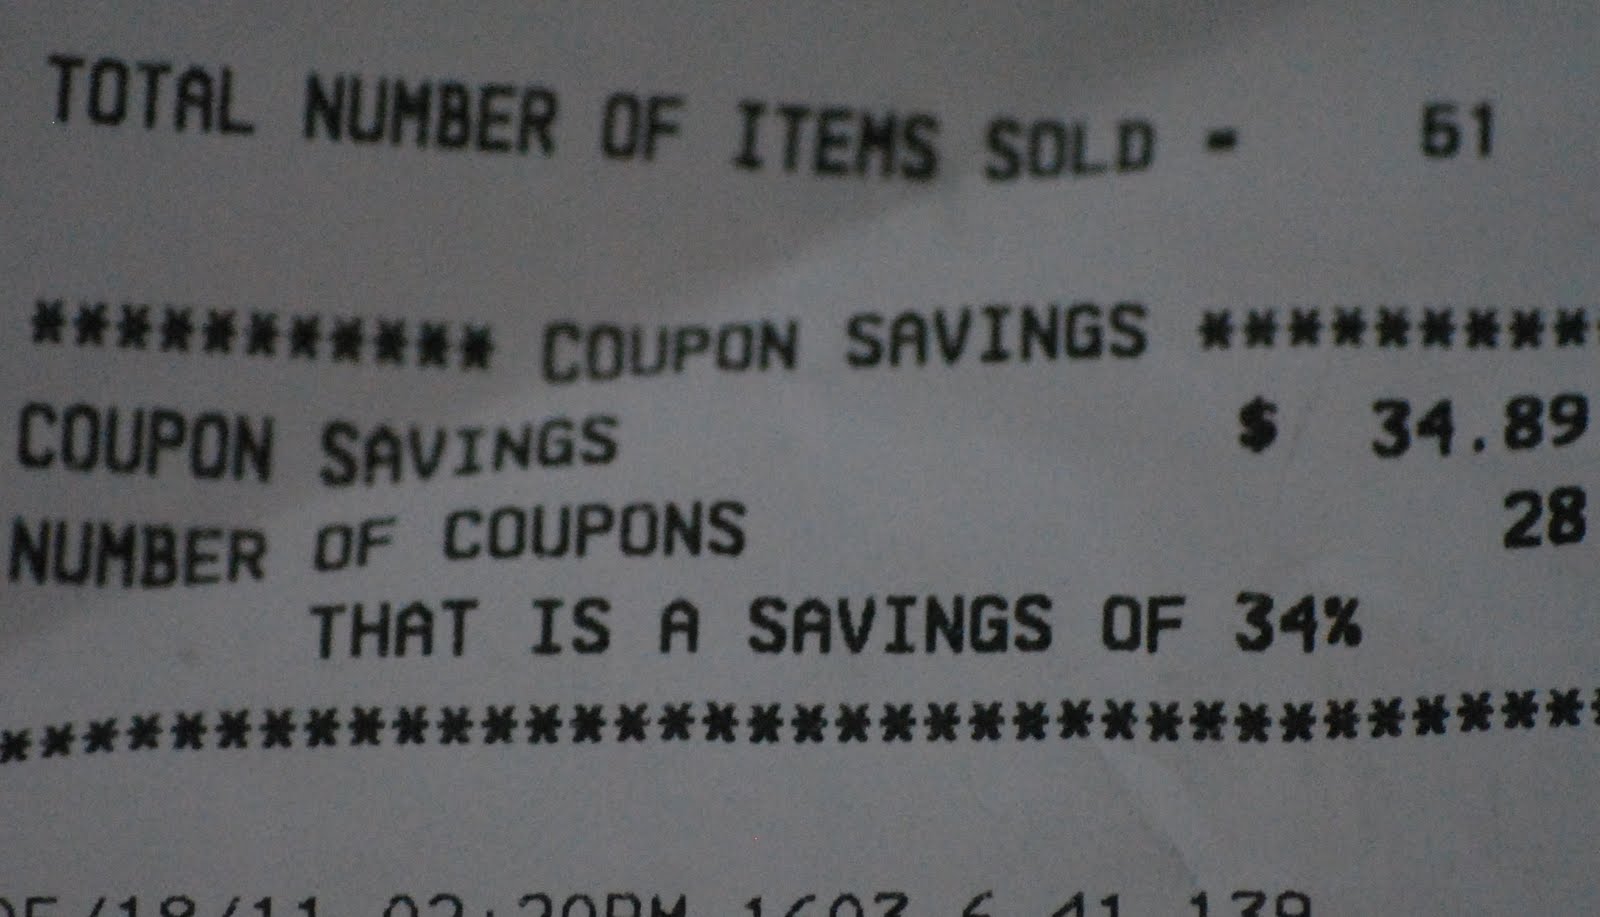 TOTAL NUMBER OF ITEMS SOLD - 51
*********** COUPON SAVINGS *********
COUPON SAVINGS $ 34.89
NUMBER OF COUPONS 28
THAT IS A SAVINGS OF 34%
*************************************